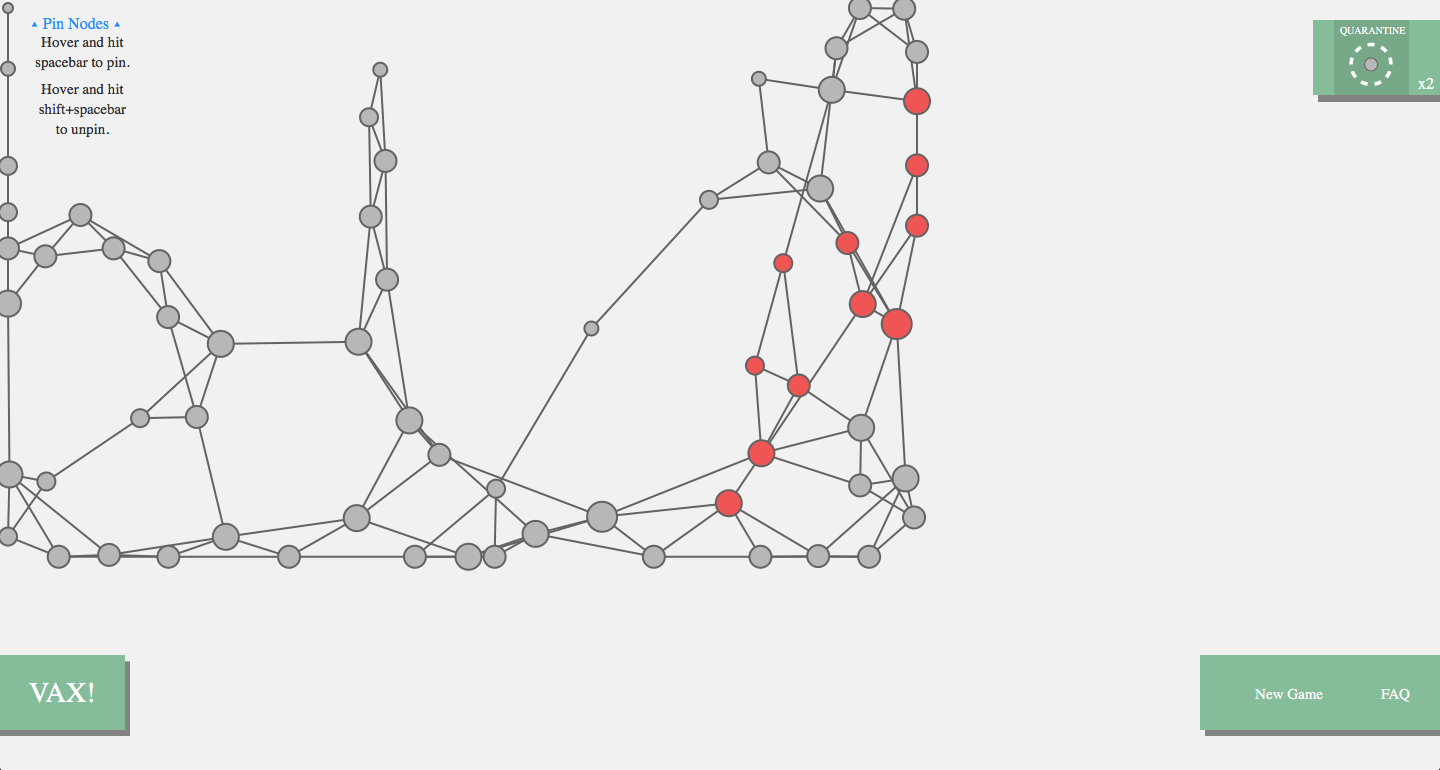 ▲ Pin Nodes ▲
Hover and hit
spacebar to pin.
Hover and hit
shift+spacebar
to unpin.
QUARANTINE
x2
VAX!
New Game
FAQ